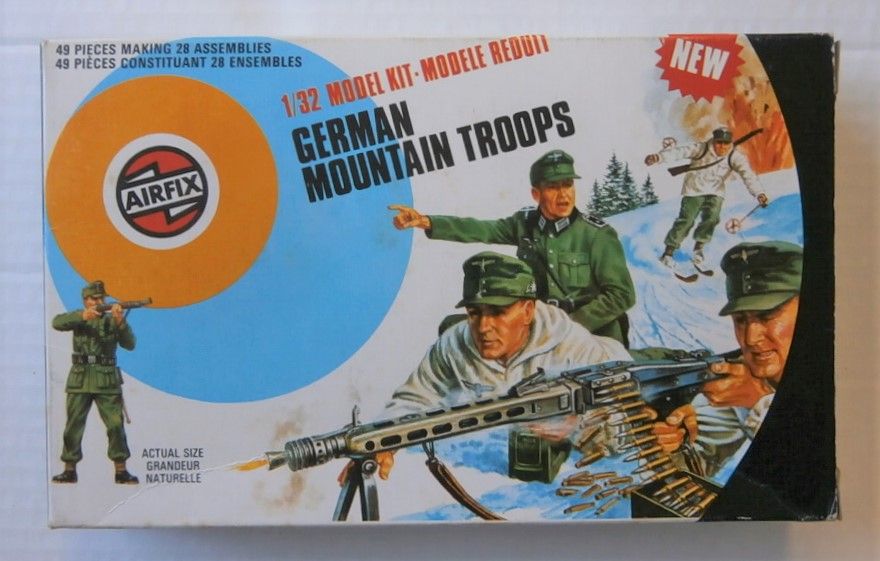 49 PIECES MAKING 28 ASSEMBLIES
49 PIÈCES CONSTITUANT 28 ENSEMBLES
1/32 MODEL KIT·MODELE REDUIT
GERMAN
MOUNTAIN TROOPS
NEW
AIRFIX
ACTUAL SIZE
GRANDEUR
NATURELLE